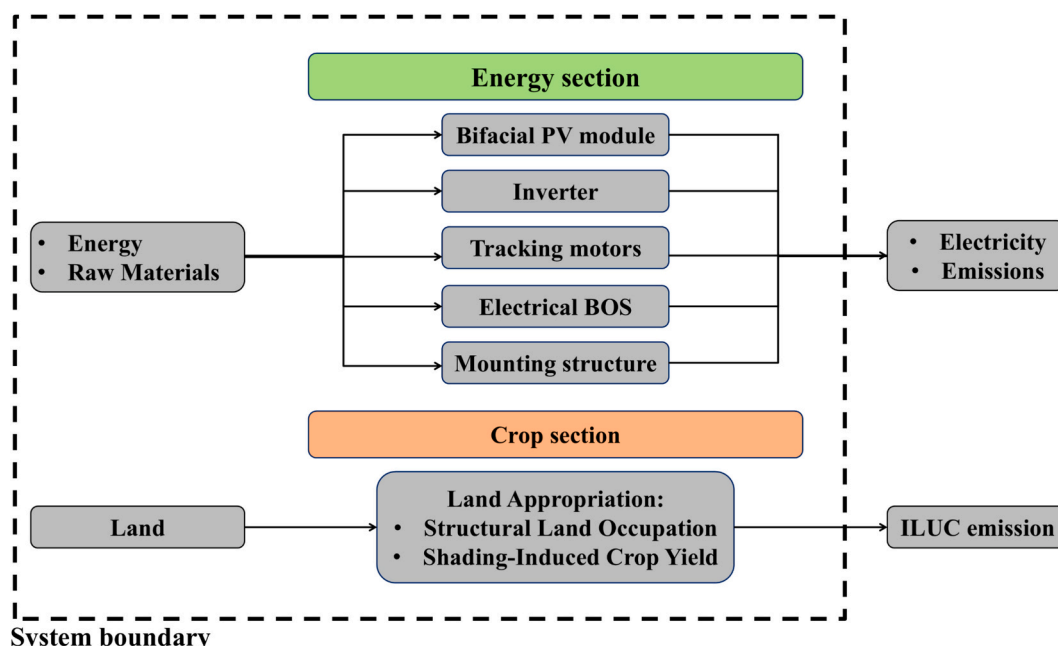 Energy section
Bifacial PV module
Inverter
• Energy
• Raw Materials
Tracking motors
• Electricity
• Emissions
Electrical BOS
Mounting structure
Crop section
Land
Land Appropriation:
• Structural Land Occupation
• Shading-Induced Crop Yield
ILUC emission
System boundary